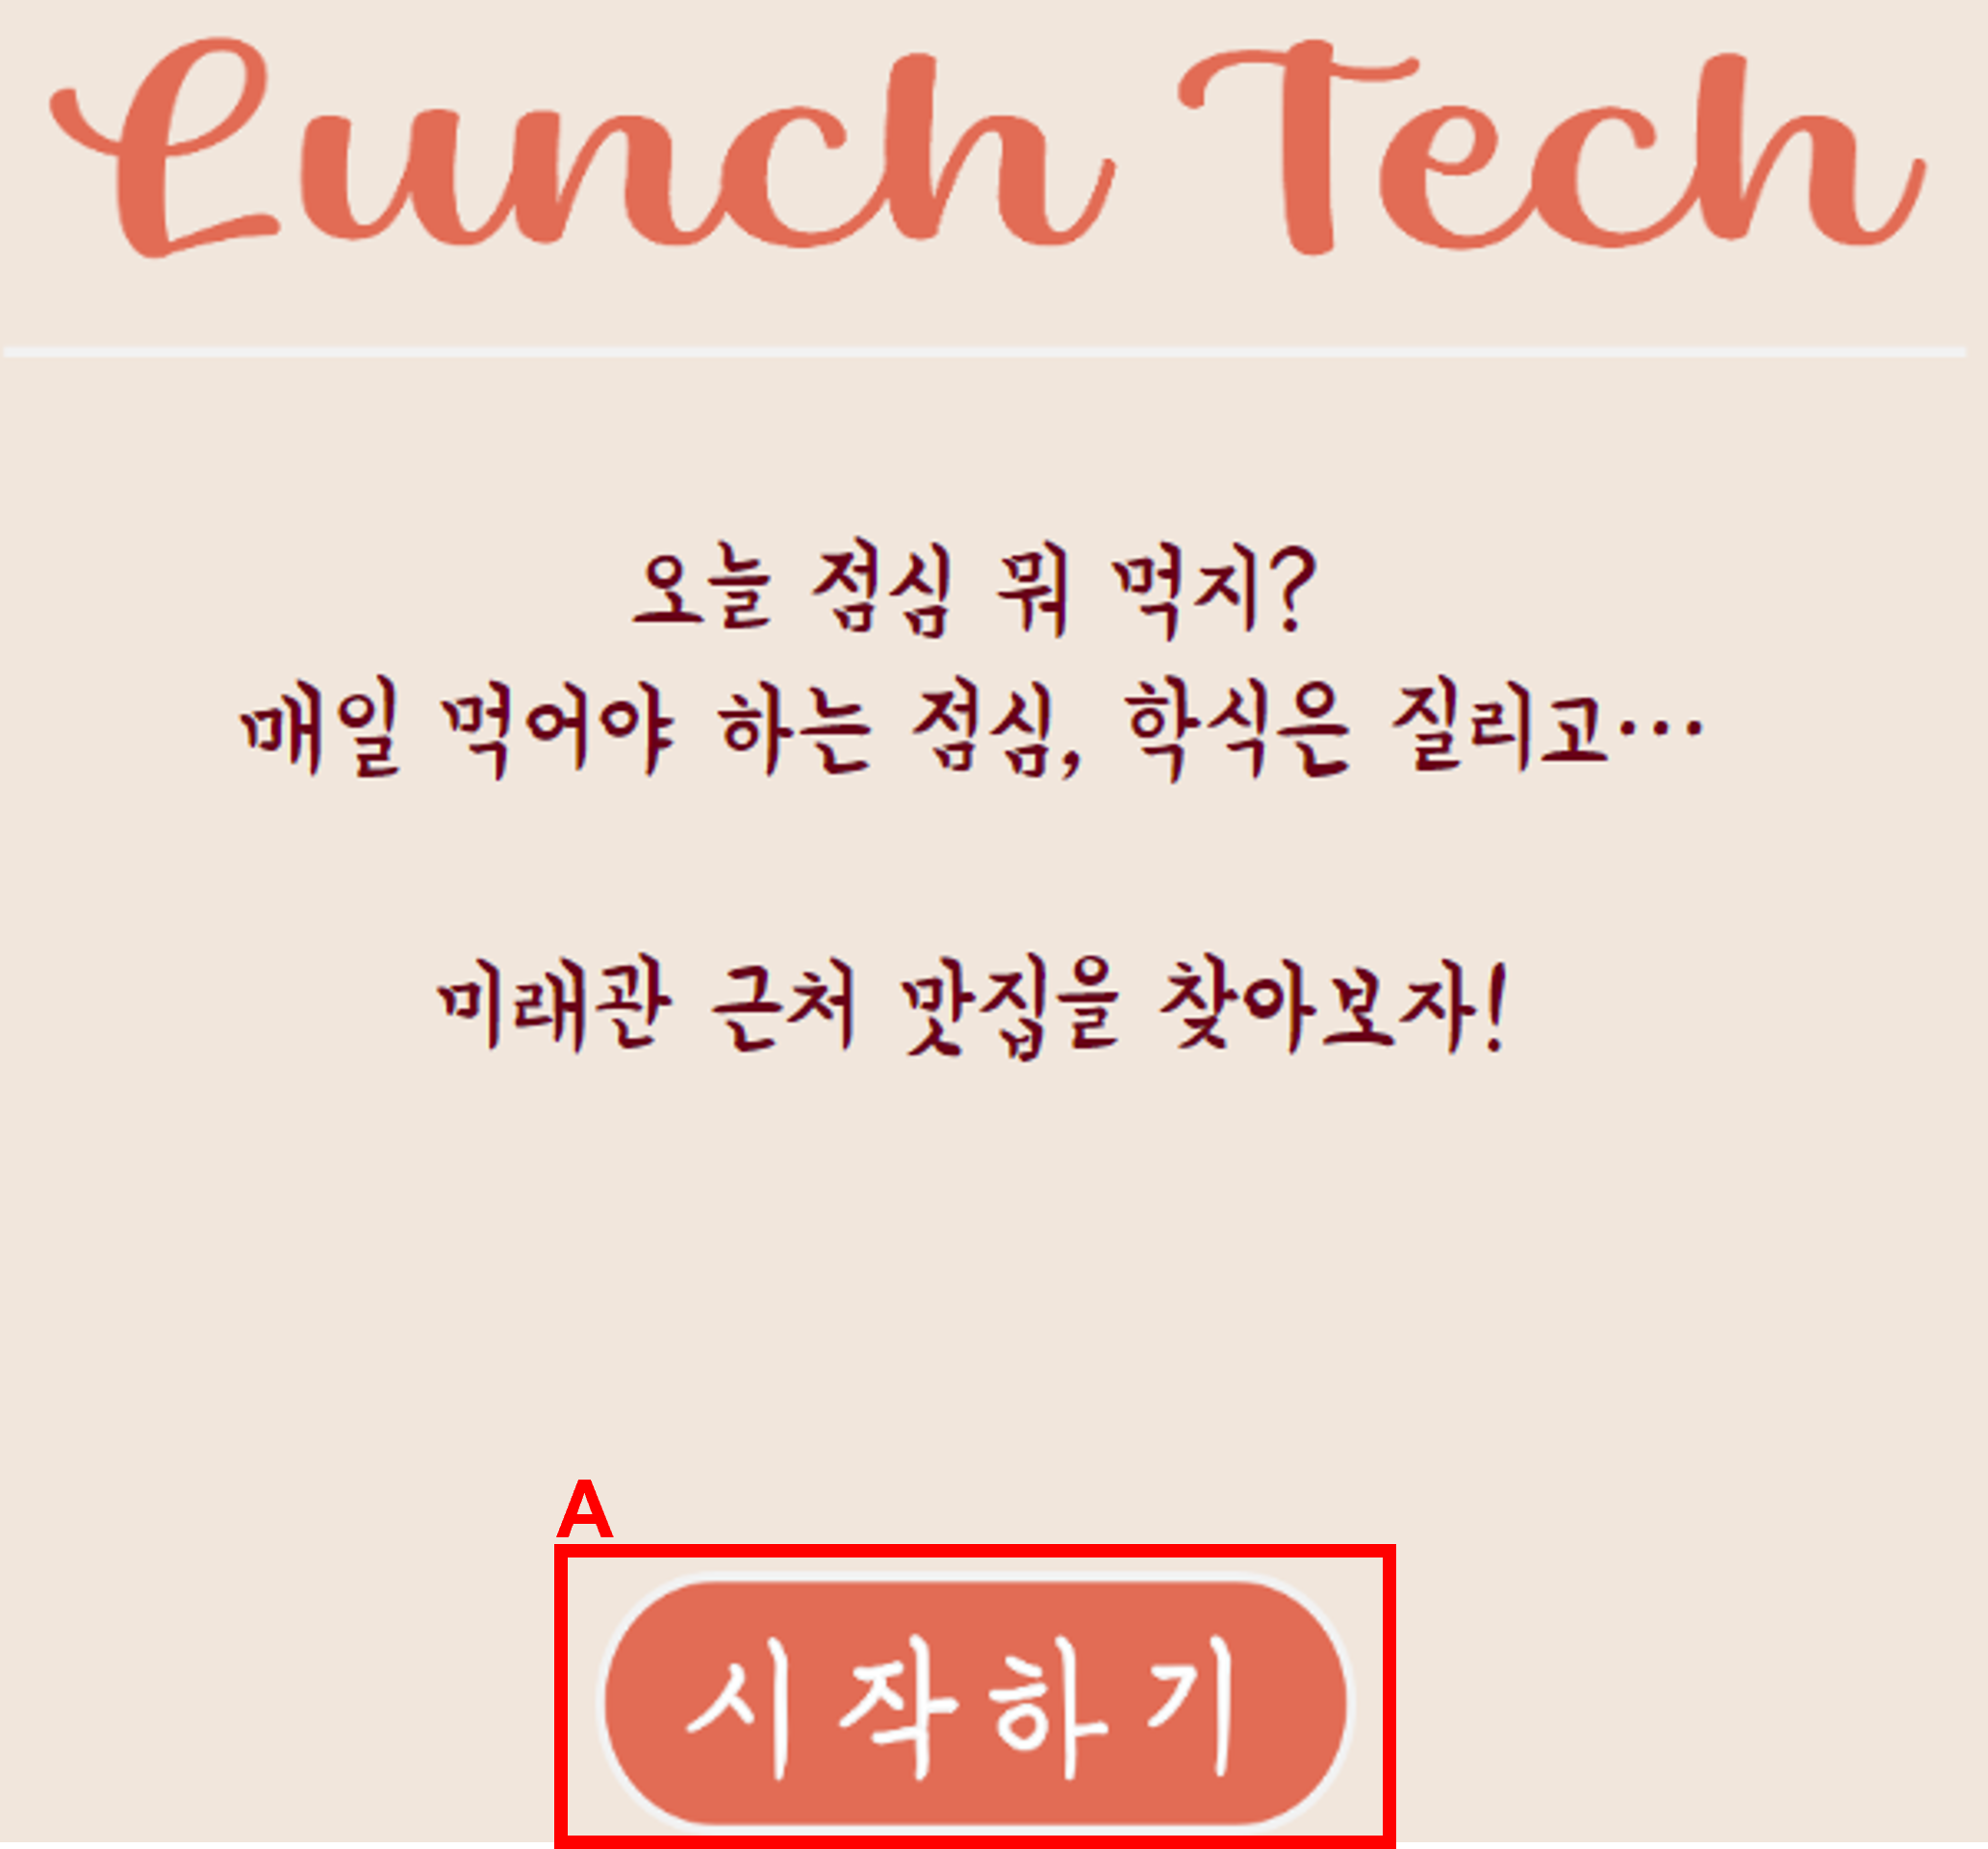 Lunch Tech
오늘 점심 뭐 먹지?
매일 먹어야 하는 점심, 학식은 질리고…
미래관 근처 맛집을 찾아보자!
A
시작하기